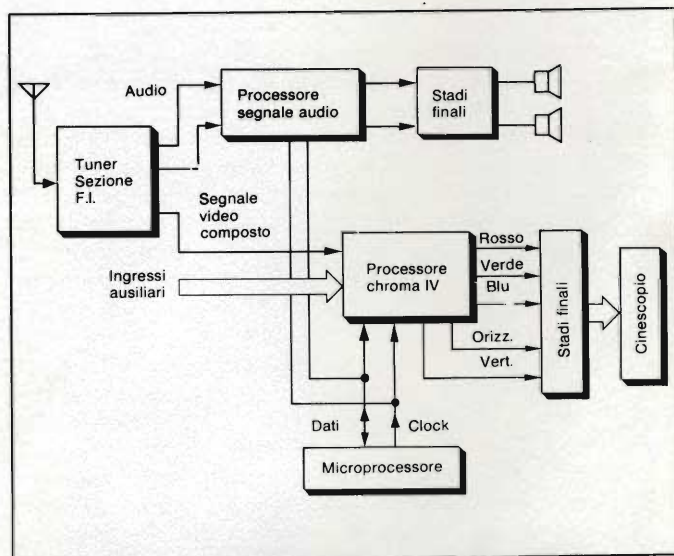 Audio
Processore
segnale audio
Stadi
finali
Tuner
Sezione
F.I.
Segnale
video
composto
Ingressi
ausiliari
Processore
chroma IV
Rosso
Verde
Blu
Orizz.
Vert.
Stadi finali
Cinescopio
Dati
Clock
Microprocessore